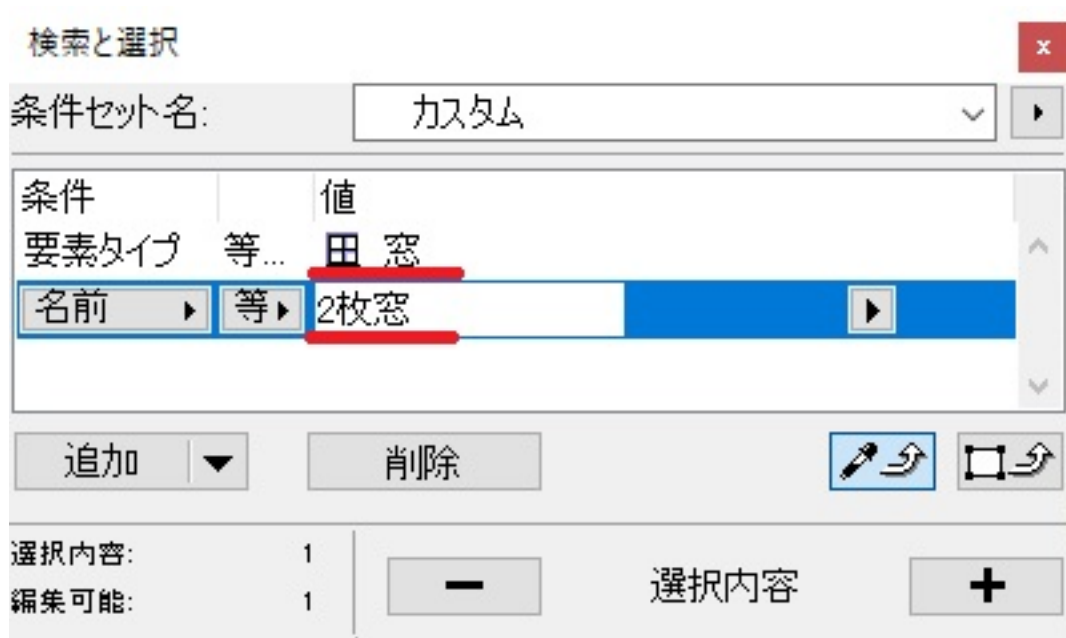 検索と選択
条件セット名: カスタム
条件 値
要素タイプ 等... 窓
名前 等 2枚窓
追加 削除
選択内容: 1
編集可能: 1
選択内容